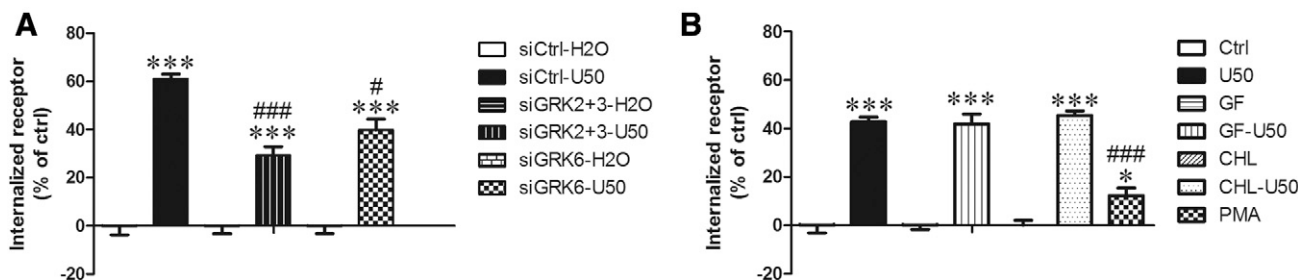 A
Internalized receptor
(% of ctrl)
80
60
40
20
0
-20
***
###
***
#
***
siCtrl-H2O
siCtrl-U50
siGRK2+3-H2O
siGRK2+3-U50
siGRK6-H2O
siGRK6-U50
B
Internalized receptor
(% of ctrl)
80
60
40
20
0
-20
***
***
***
###
*
Ctrl
U50
GF
GF-U50
CHL
CHL-U50
PMA